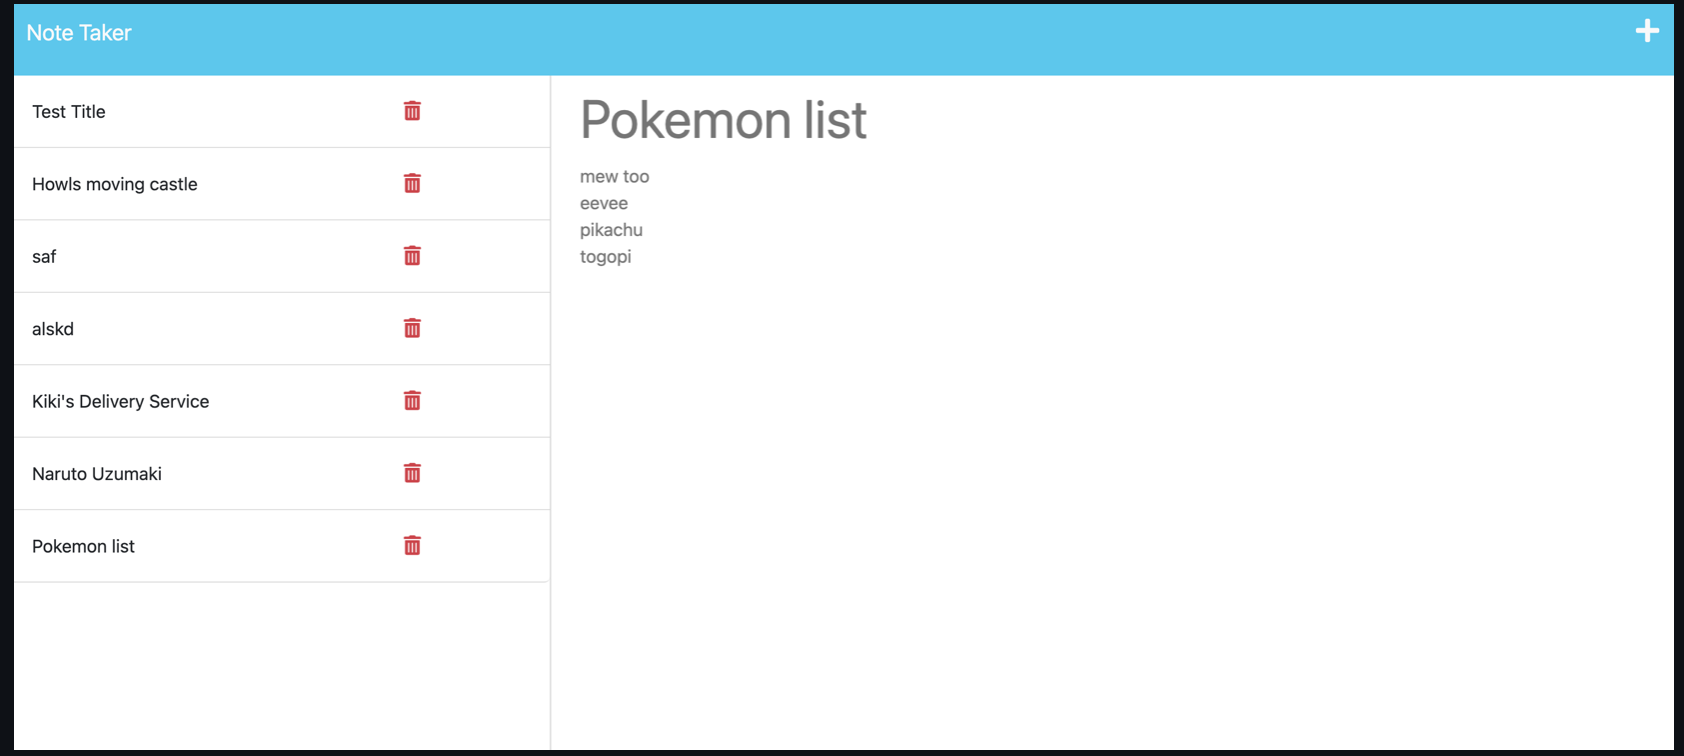 Note Taker
Test Title
Howls moving castle
saf
alskd
Kiki's Delivery Service
Naruto Uzumaki
Pokemon list
Pokemon list
mew too
eevee
pikachu
togopi